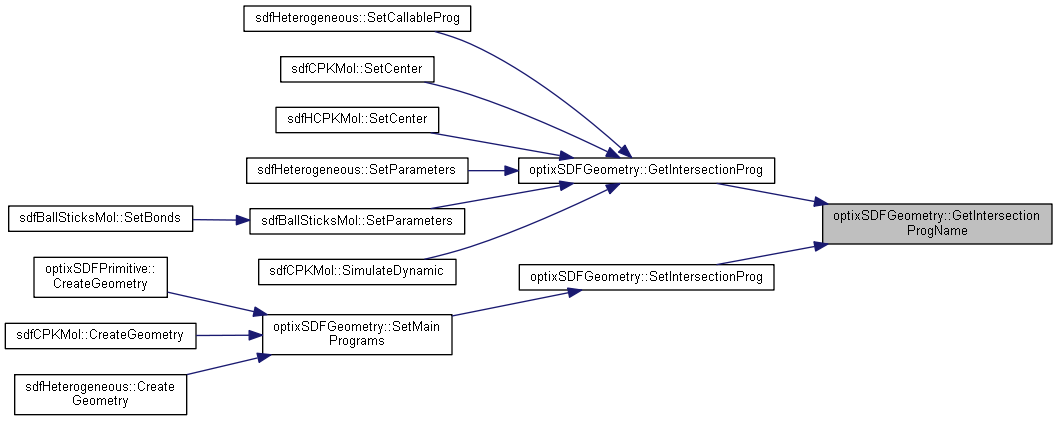 sdfHeterogeneous::SetCallableProg
sdfCPKMol::SetCenter
sdfHCPKMol::SetCenter
sdfHeterogeneous::SetParameters
optixSDFGeometry::GetIntersectionProg
sdfBallSticksMol::SetBonds
sdfBallSticksMol::SetParameters
optixSDFGeometry::GetIntersection
ProgName
sdfCPKMol::SimulateDynamic
optixSDFGeometry::SetIntersectionProg
optixSDFPrimitive::
CreateGeometry
sdfCPKMol::CreateGeometry
optixSDFGeometry::SetMain
Programs
sdfHeterogeneous::Create
Geometry